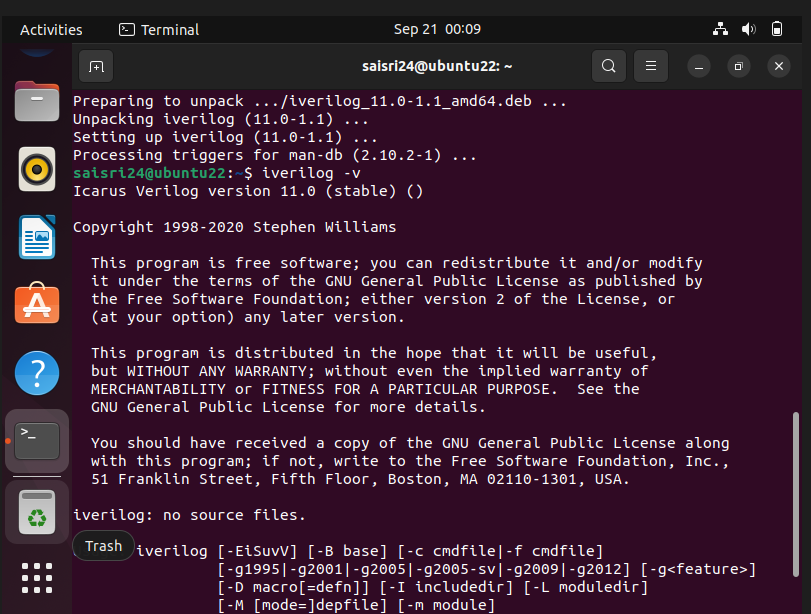 Activities Terminal Sep 21 00:09
saisri24@ubuntu22: ~
Preparing to unpack .../iverilog_11.0-1.1_amd64.deb ...
Unpacking iverilog (11.0-1.1) ...
Setting up iverilog (11.0-1.1) ...
Processing triggers for man-db (2.10.2-1) ...
saisri24@ubuntu22:~$ iverilog -v
Icarus Verilog version 11.0 (stable) ()
Copyright 1998-2020 Stephen Williams
This program is free software; you can redistribute it and/or modify
it under the terms of the GNU General Public License as published by
the Free Software Foundation; either version 2 of the License, or
(at your option) any later version.
This program is distributed in the hope that it will be useful,
but WITHOUT ANY WARRANTY; without even the implied warranty of
MERCHANTABILITY or FITNESS FOR A PARTICULAR PURPOSE.  See the
GNU General Public License for more details.
You should have received a copy of the GNU General Public License along
with this program; if not, write to the Free Software Foundation, Inc.,
51 Franklin Street, Fifth Floor, Boston, MA 02110-1301, USA.
iverilog: no source files.
Trash
iverilog [-EiSuvV] [-B base] [-c cmdfile|-f cmdfile]
[-g1995|-g2001|-g2005|-g2005-sv|-g2009|-g2012] [-g<feature>]
[-D macro[=defn]] [-I includedir] [-L moduledir]
[-M [mode=]depfile] [-m module]